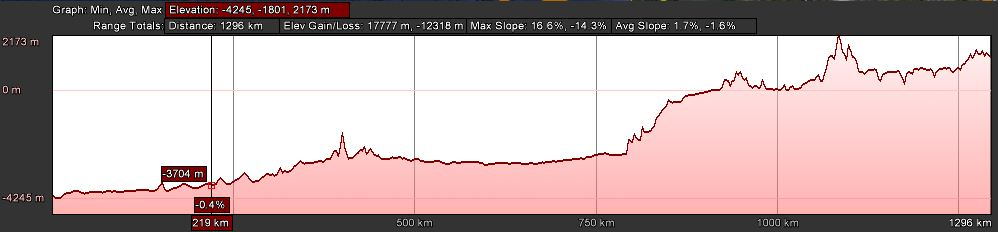 Graph: Min, Avg, Max Elevation: -4245, -1801, 2173 m
Range Totals: Distance: 1296 km Elev Gain/Loss: 17777 m, -12318 m Max Slope: 16.6%, -14.3% Avg Slope: 1.7%, -1.6%
2173 m
0 m
-3704 m
-4245 m
-0.4%
219 km 500 km 750 km 1000 km 1296 km